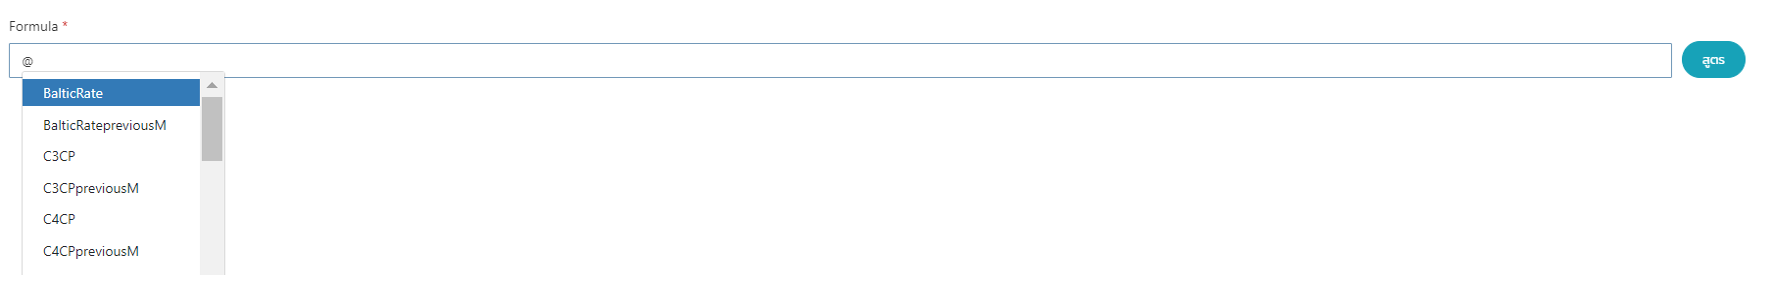 Formula *
@
สูตร
BalticRate
BalticRatepreviousM
C3CP
C3CPpreviousM
C4CP
C4CPpreviousM